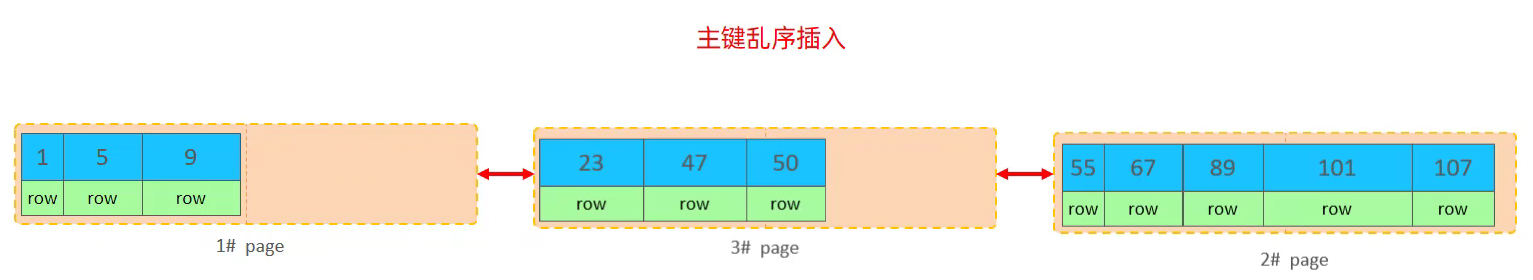 主键乱序插入
1 5 9
row row row
1# page
23 47 50
row row row
3# page
55 67 89 101 107
row row row row row
2# page